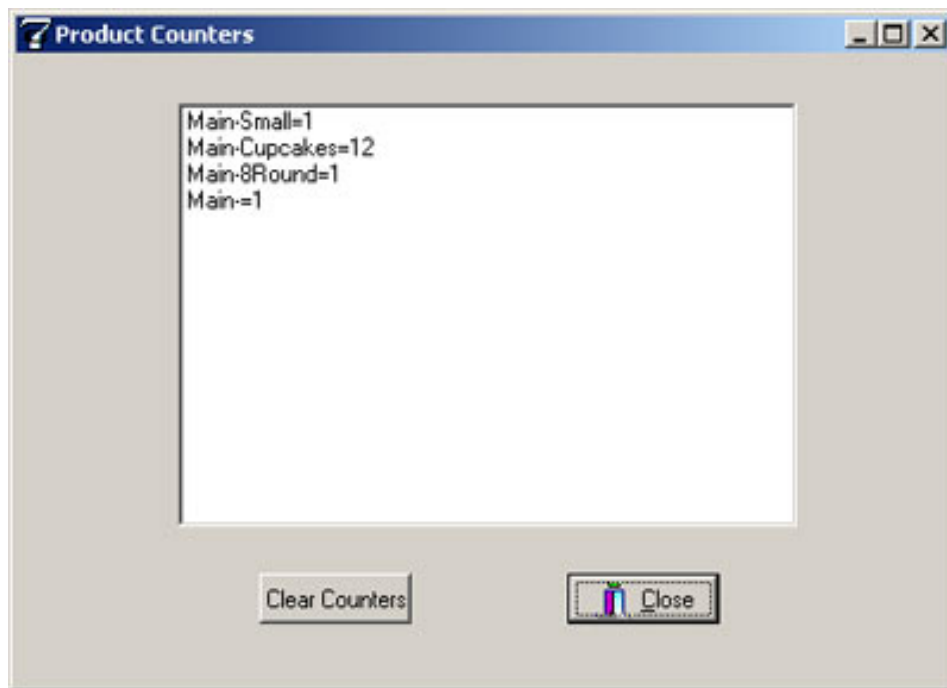 Product Counters
Main-Small=1
Main-Cupcakes=12
Main-8Round=1
Main-=1
Clear Counters
Close